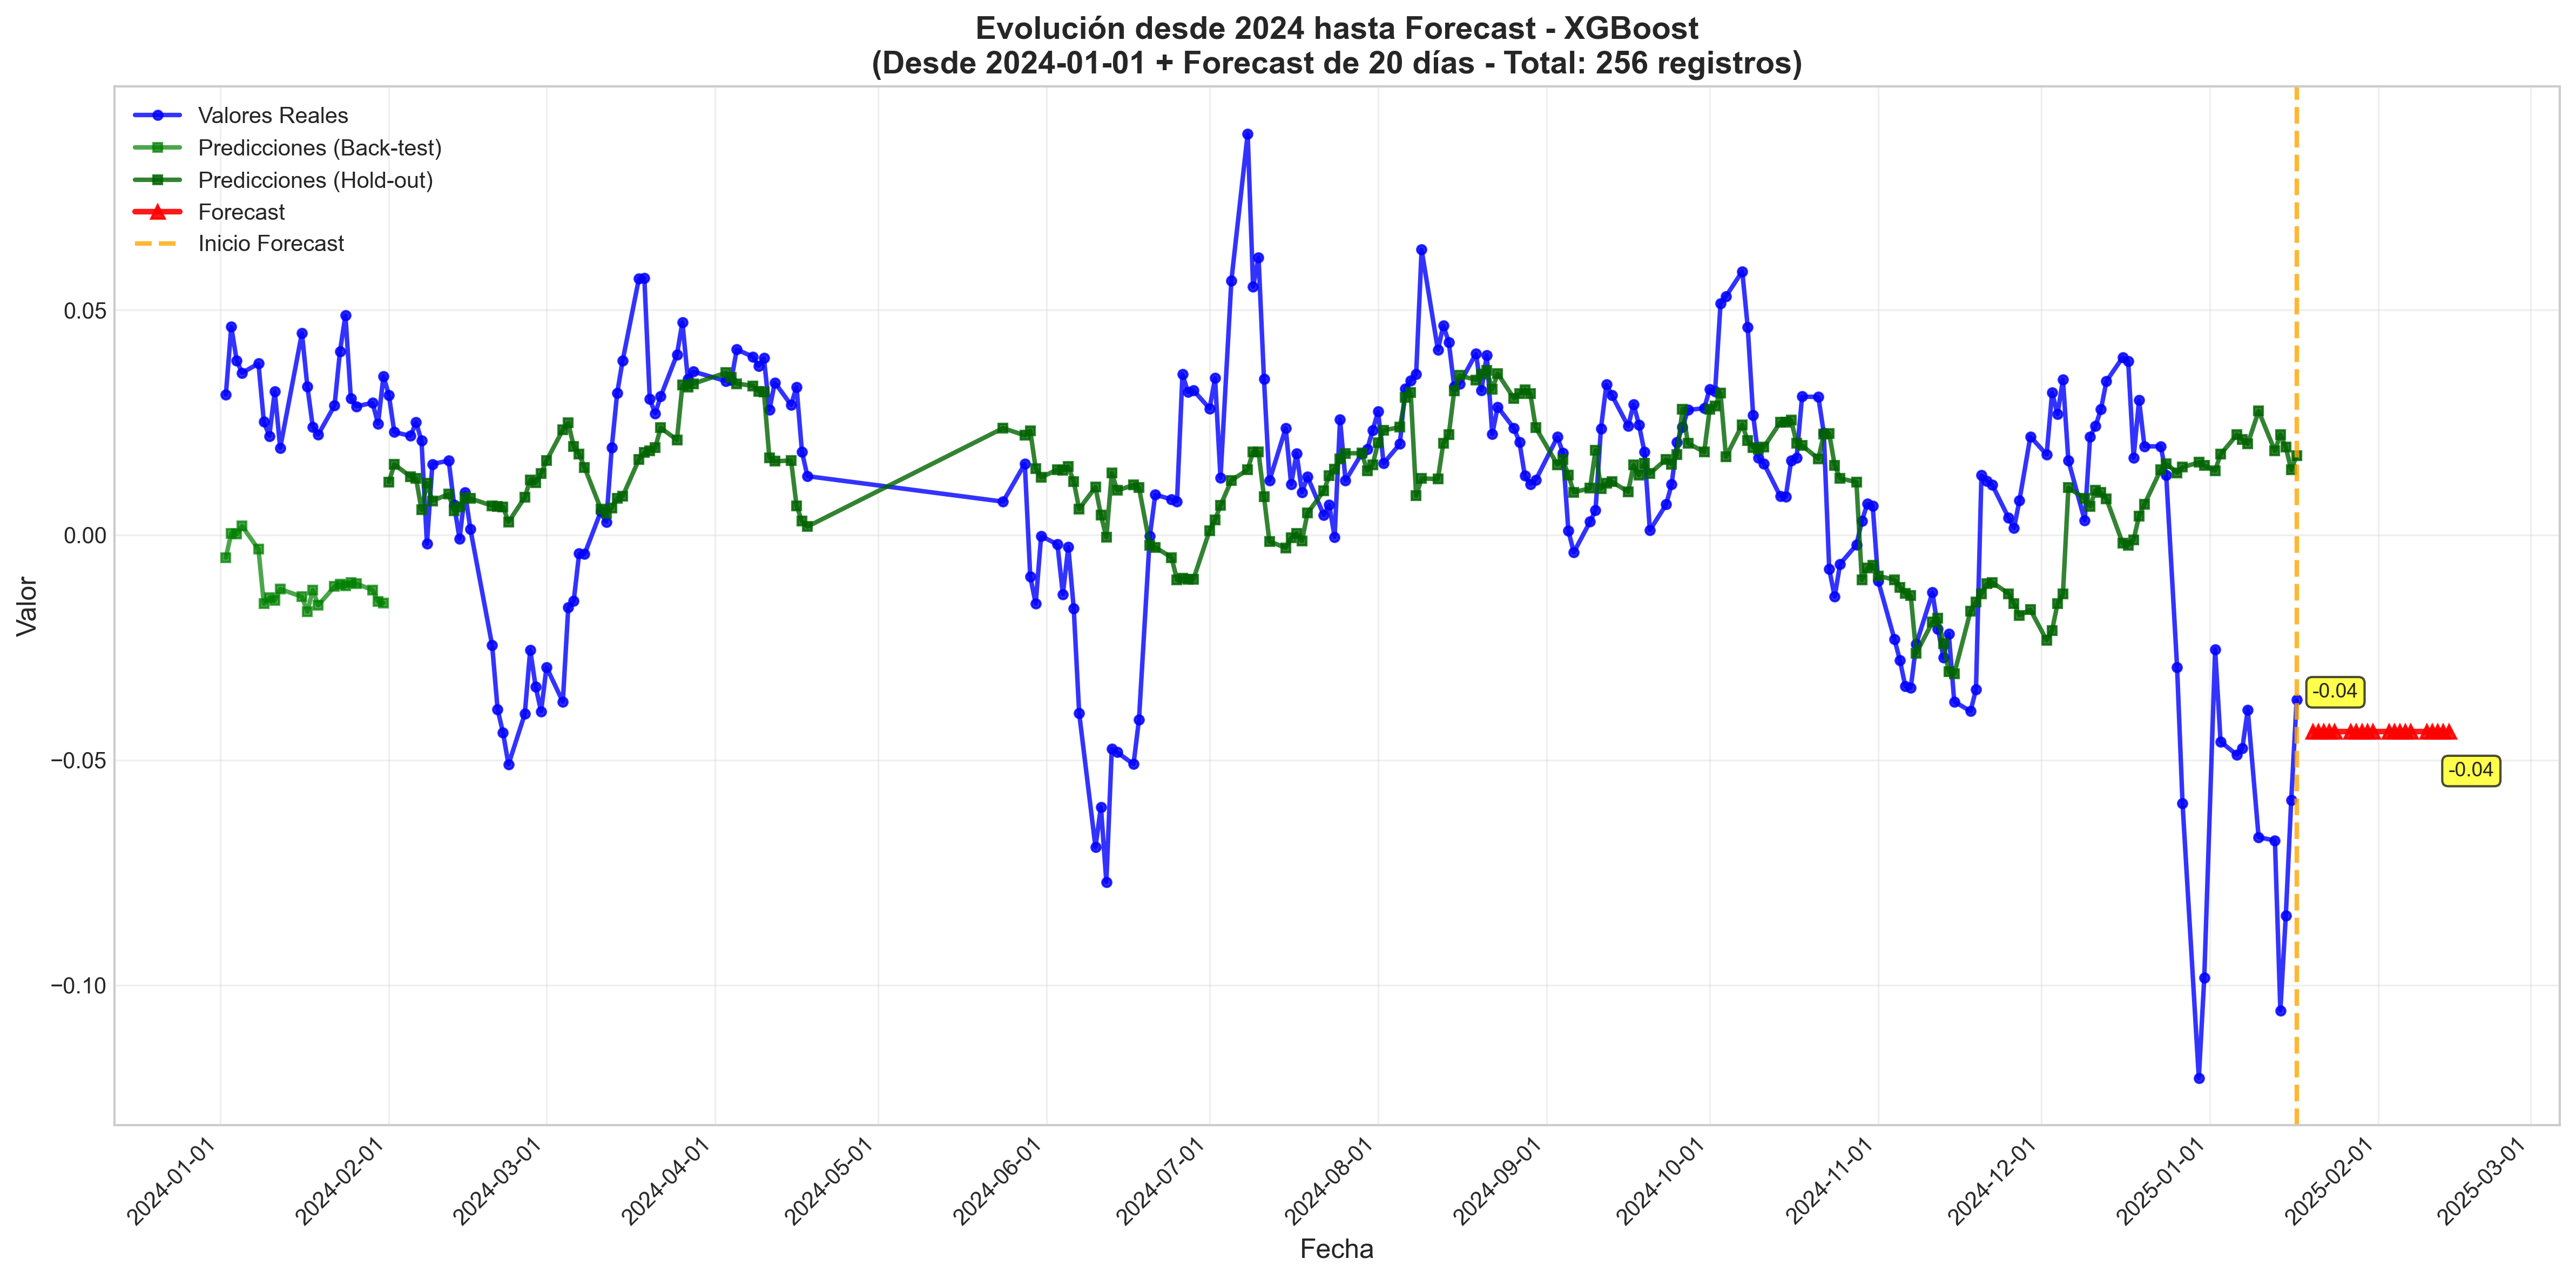 Evolución desde 2024 hasta Forecast - XGBoost
(Desde 2024-01-01 + Forecast de 20 días - Total: 256 registros)
Valores Reales
Predicciones (Back-test)
Predicciones (Hold-out)
Forecast
Inicio Forecast
0.05
0.00
−0.05
−0.10
Valor
-0.04
-0.04
2024-01-01
2024-02-01
2024-03-01
2024-04-01
2024-05-01
2024-06-01
2024-07-01
2024-08-01
2024-09-01
2024-10-01
2024-11-01
2024-12-01
2025-01-01
2025-02-01
2025-03-01
Fecha